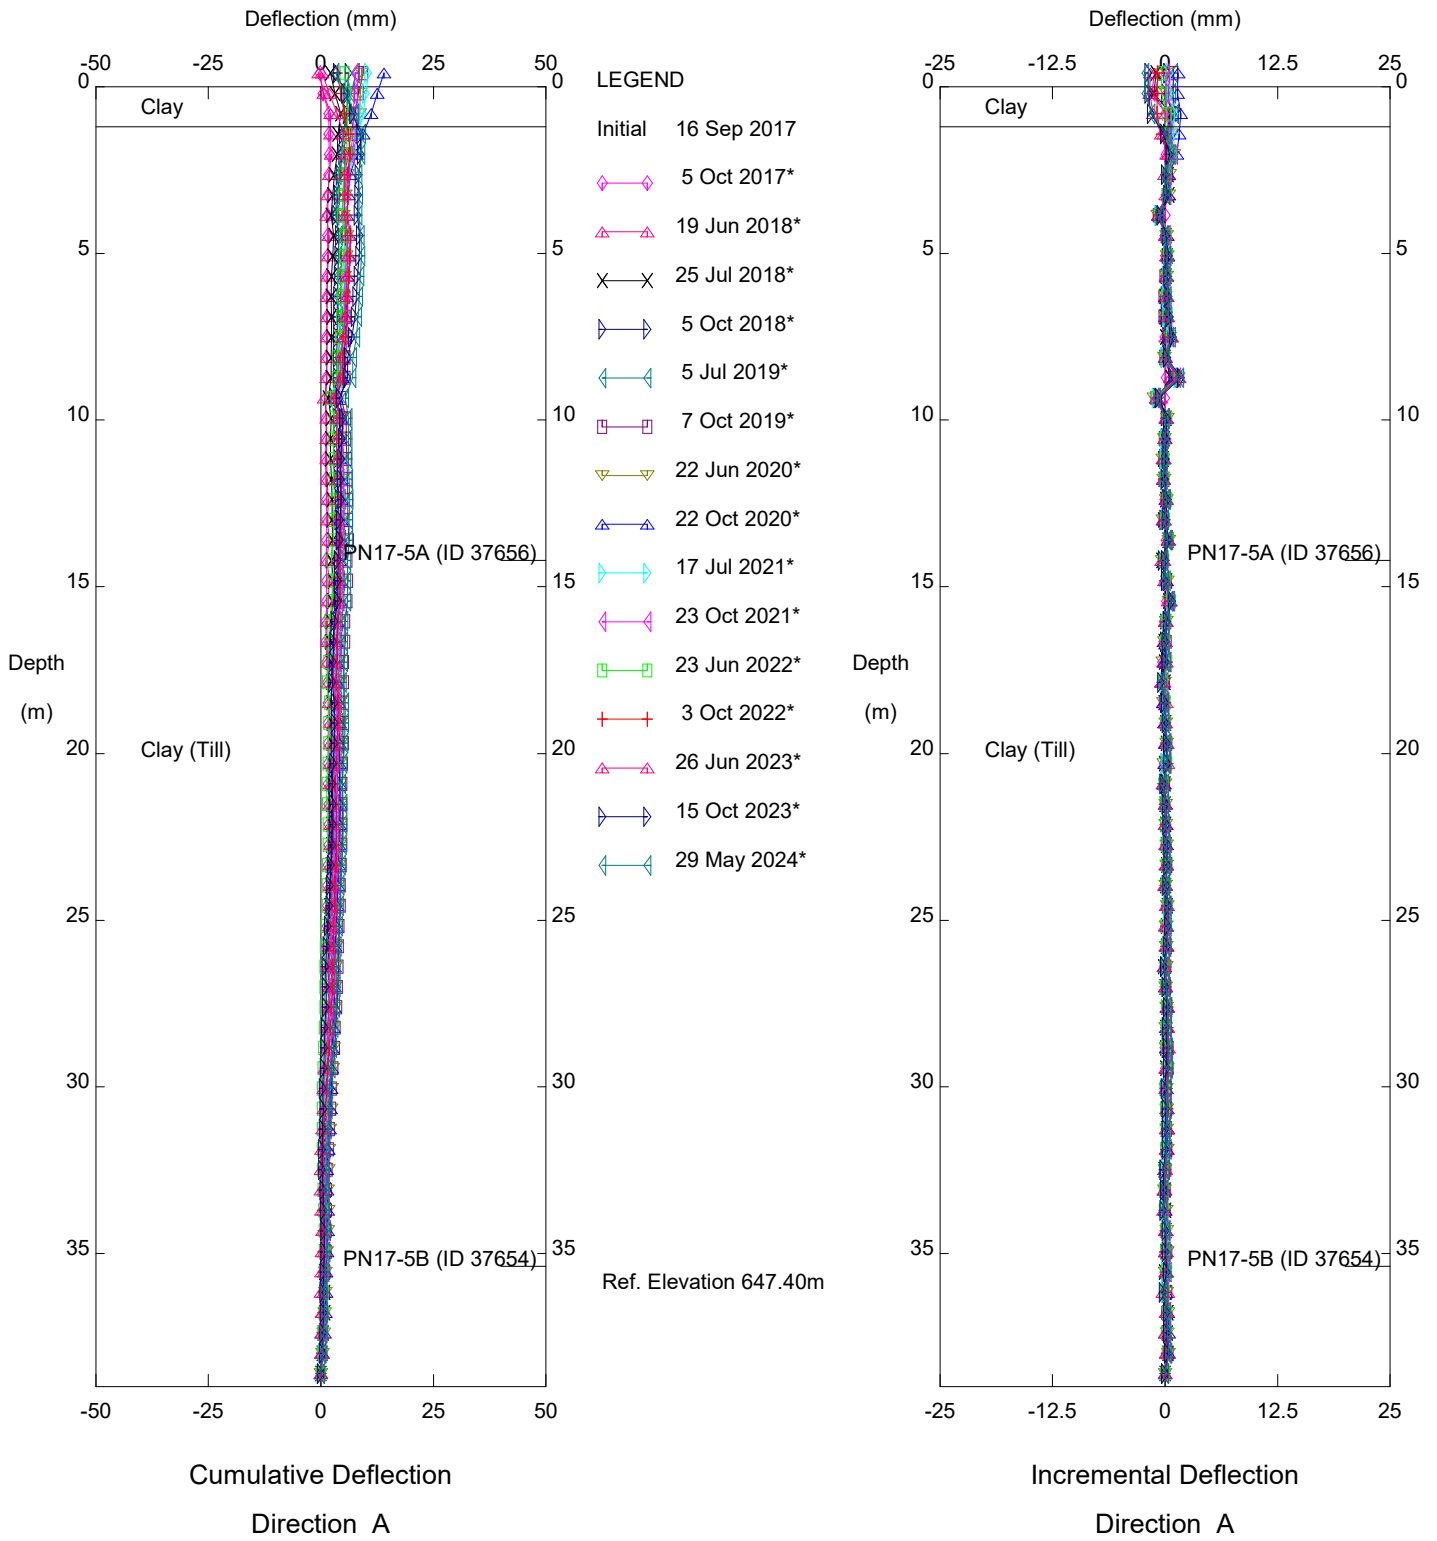 Deflection (mm)
-50 -25 0 25 50
0 0
Clay
5 5
10 10
PN17-5A (ID 37656)
15 15
Depth
(m)
20 20
Clay (Till)
25 25
30 30
35 35
PN17-5B (ID 37654)
-50 -25 0 25 50
Cumulative Deflection
Direction A
LEGEND
Initial 16 Sep 2017
5 Oct 2017*
19 Jun 2018*
25 Jul 2018*
5 Oct 2018*
5 Jul 2019*
7 Oct 2019*
22 Jun 2020*
22 Oct 2020*
17 Jul 2021*
23 Oct 2021*
23 Jun 2022*
3 Oct 2022*
26 Jun 2023*
15 Oct 2023*
29 May 2024*
Ref. Elevation 647.40m
Deflection (mm)
-25 -12.5 0 12.5 25
0 0
Clay
5 5
10 10
PN17-5A (ID 37656)
15 15
Depth
(m)
20 20
Clay (Till)
25 25
30 30
35 35
PN17-5B (ID 37654)
-25 -12.5 0 12.5 25
Incremental Deflection
Direction A